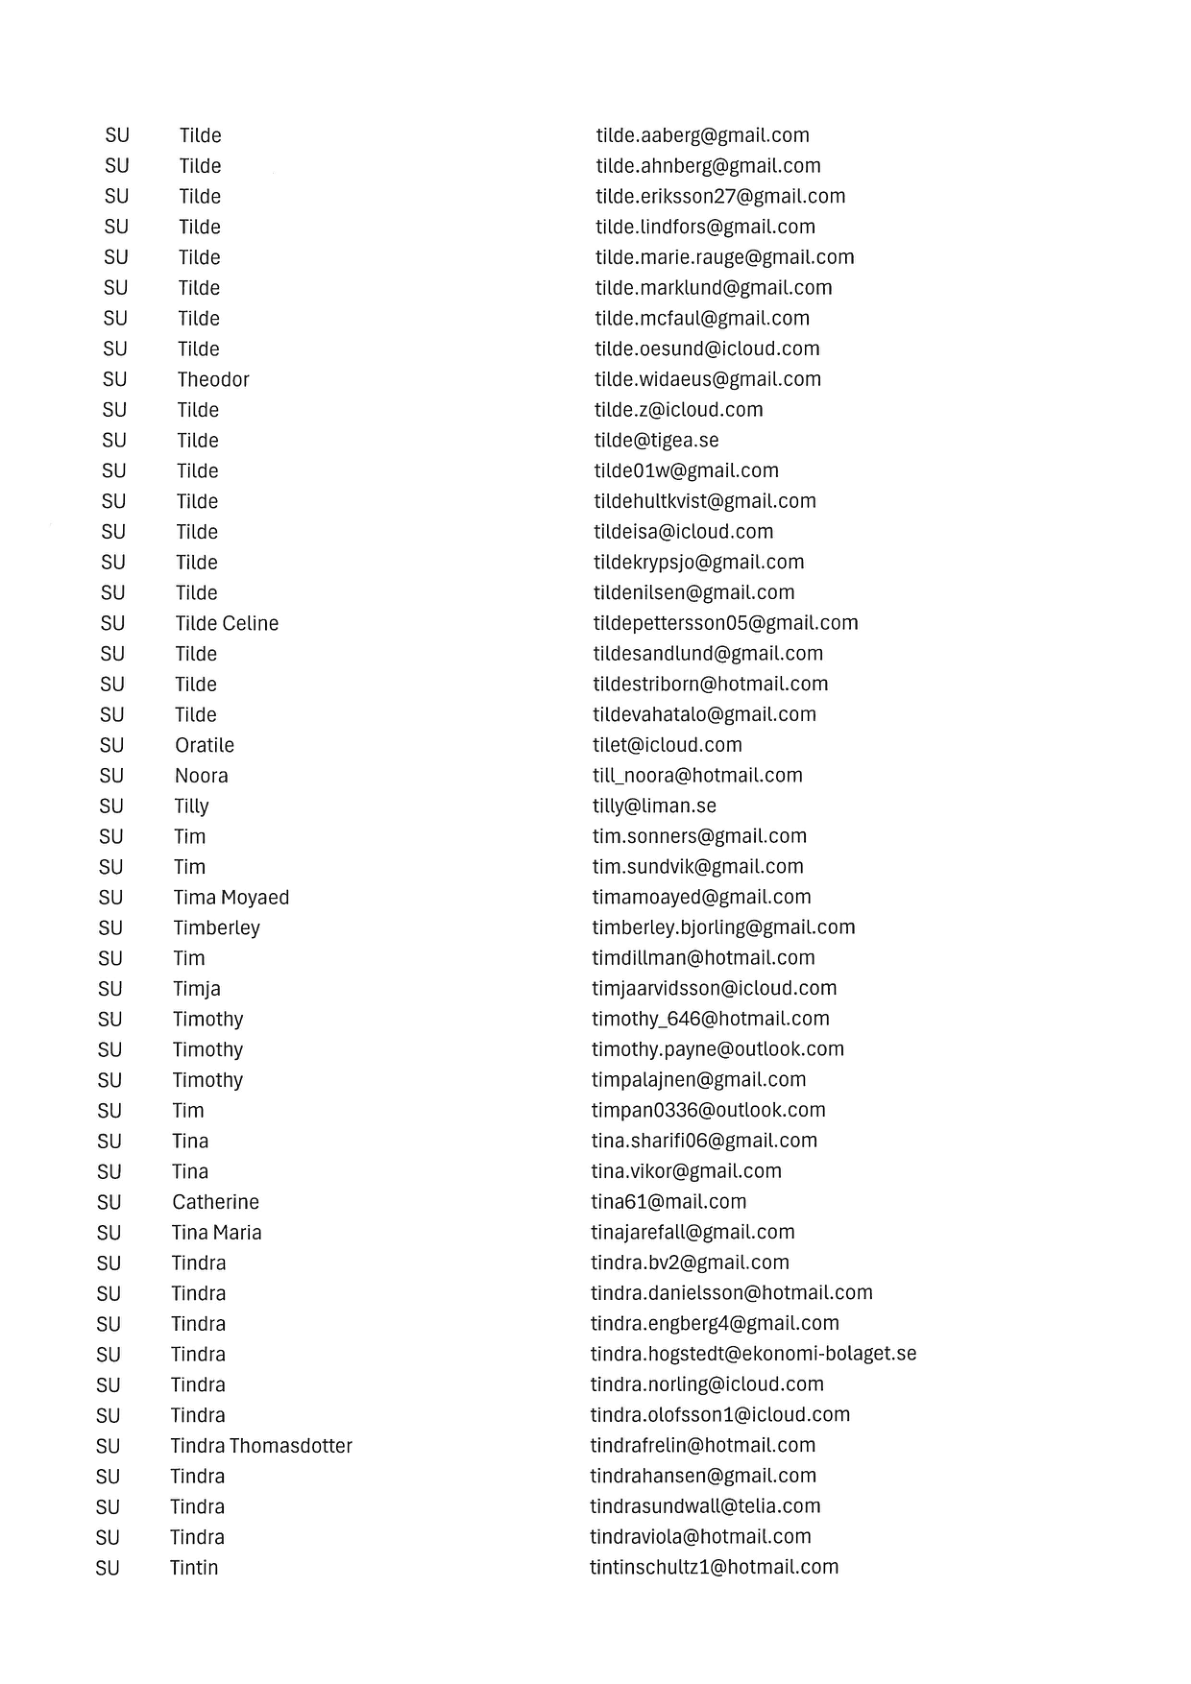 SU Tilde tilde.aaberg@gmail.com
SU Tilde tilde.ahnberg@gmail.com
SU Tilde tilde.eriksson27@gmail.com
SU Tilde tilde.lindfors@gmail.com
SU Tilde tilde.marie.rauge@gmail.com
SU Tilde tilde.marklund@gmail.com
SU Tilde tilde.mcfaul@gmail.com
SU Tilde tilde.oesund@icloud.com
SU Theodor tilde.widaeus@gmail.com
SU Tilde tilde.z@icloud.com
SU Tilde tilde@tigea.se
SU Tilde tilde01w@gmail.com
SU Tilde tildehultkvist@gmail.com
SU Tilde tildeisa@icloud.com
SU Tilde tildekrypsjo@gmail.com
SU Tilde tildenilsen@gmail.com
SU Tilde Celine tildepettersson05@gmail.com
SU Tilde tildesandlund@gmail.com
SU Tilde tildestriborn@hotmail.com
SU Tilde tildevahatalo@gmail.com
SU Oratile tilet@icloud.com
SU Noora till_noora@hotmail.com
SU Tilly tilly@liman.se
SU Tim tim.sonners@gmail.com
SU Tim tim.sundvik@gmail.com
SU Tima Moyaed timamoayed@gmail.com
SU Timberley timberley.bjorling@gmail.com
SU Tim timdillman@hotmail.com
SU Timja timjaarvidsson@icloud.com
SU Timothy timothy_646@hotmail.com
SU Timothy timothy.payne@outlook.com
SU Timothy timpalajnen@gmail.com
SU Tim timpan0336@outlook.com
SU Tina tina.sharifi06@gmail.com
SU Tina tina.vikor@gmail.com
SU Catherine tina61@mail.com
SU Tina Maria tinajarefall@gmail.com
SU Tindra tindra.bv2@gmail.com
SU Tindra tindra.danielsson@hotmail.com
SU Tindra tindra.engberg4@gmail.com
SU Tindra tindra.hogstedt@ekonomi-bolaget.se
SU Tindra tindra.norling@icloud.com
SU Tindra tindra.olofsson1@icloud.com
SU Tindra Thomasdotter tindrafrelin@hotmail.com
SU Tindra tindrahansen@gmail.com
SU Tindra tindrasundwall@telia.com
SU Tindra tindraviola@hotmail.com
SU Tintin tintinschultz1@hotmail.com